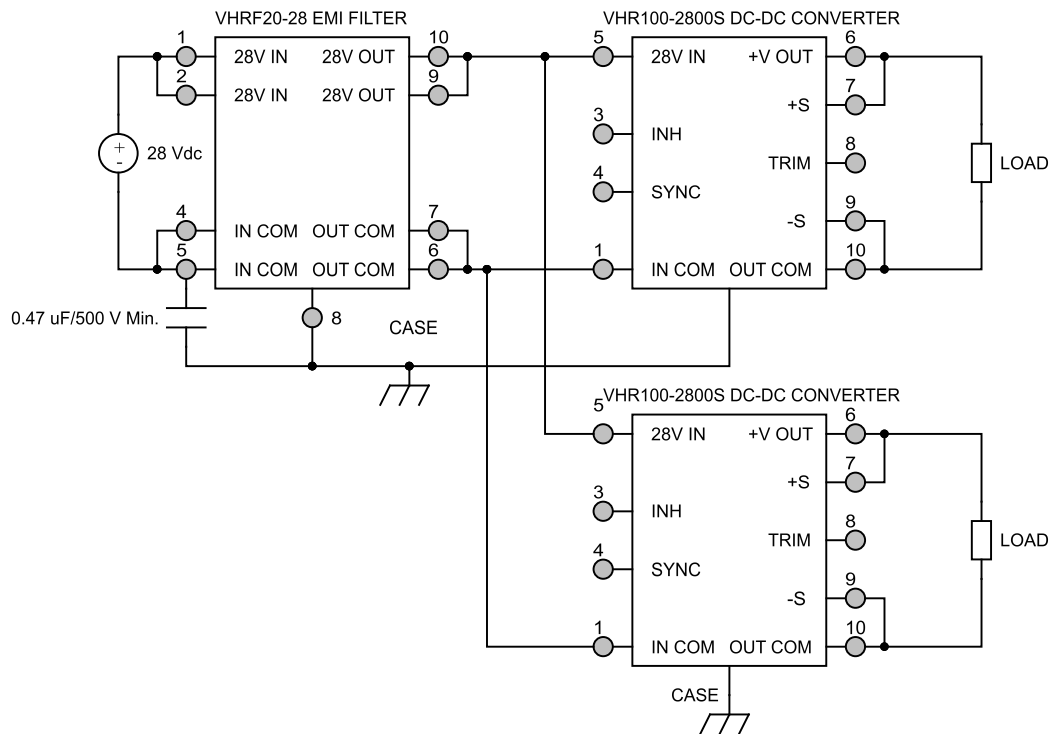 VHRF20-28 EMI FILTER
VHR100-2800S DC-DC CONVERTER
1 10 5 6
28V IN 28V OUT 28V IN +V OUT
2 9 7
28V IN 28V OUT +S
3
INH
+
- 28 Vdc
8
TRIM LOAD
4
SYNC
9
-S
4 7
IN COM OUT COM
5 6 1 10
IN COM OUT COM IN COM OUT COM
0.47 uF/500 V Min.
8
CASE
VHR100-2800S DC-DC CONVERTER
5 6
28V IN +V OUT
7
+S
3
INH
8
TRIM LOAD
4
SYNC
9
-S
1 10
IN COM OUT COM
CASE